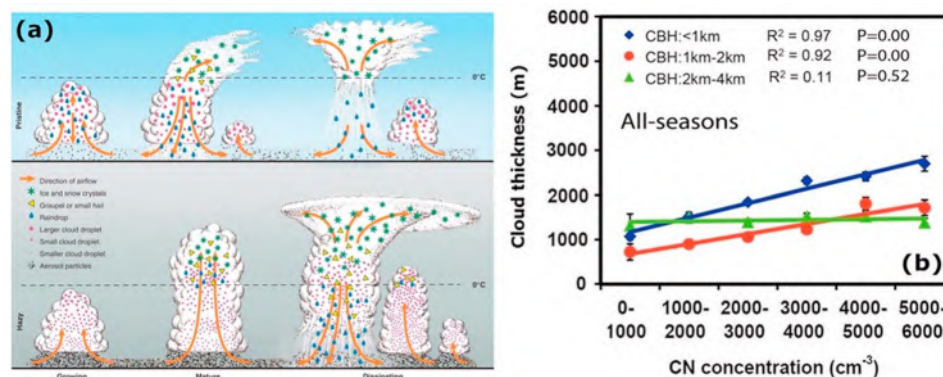 (a)
0°C
Pristine
Direction of airflow
Ice and snow crystals
Graupel or small hail
Raindrop
Larger cloud droplet
Small cloud droplet
Smaller cloud droplet
Aerosol particles
0°C
Hazy
Growing
Mature
Dissipating
6000
5000
4000
3000
2000
1000
0
Cloud thickness (m)
CBH:<1km R² = 0.97 P=0.00
CBH:1km-2km R² = 0.92 P=0.00
CBH:2km-4km R² = 0.11 P=0.52
All-seasons
(b)
0- 1000- 2000- 3000- 4000- 5000-
1000 2000 3000 4000 5000 6000
CN concentration (cm⁻³)